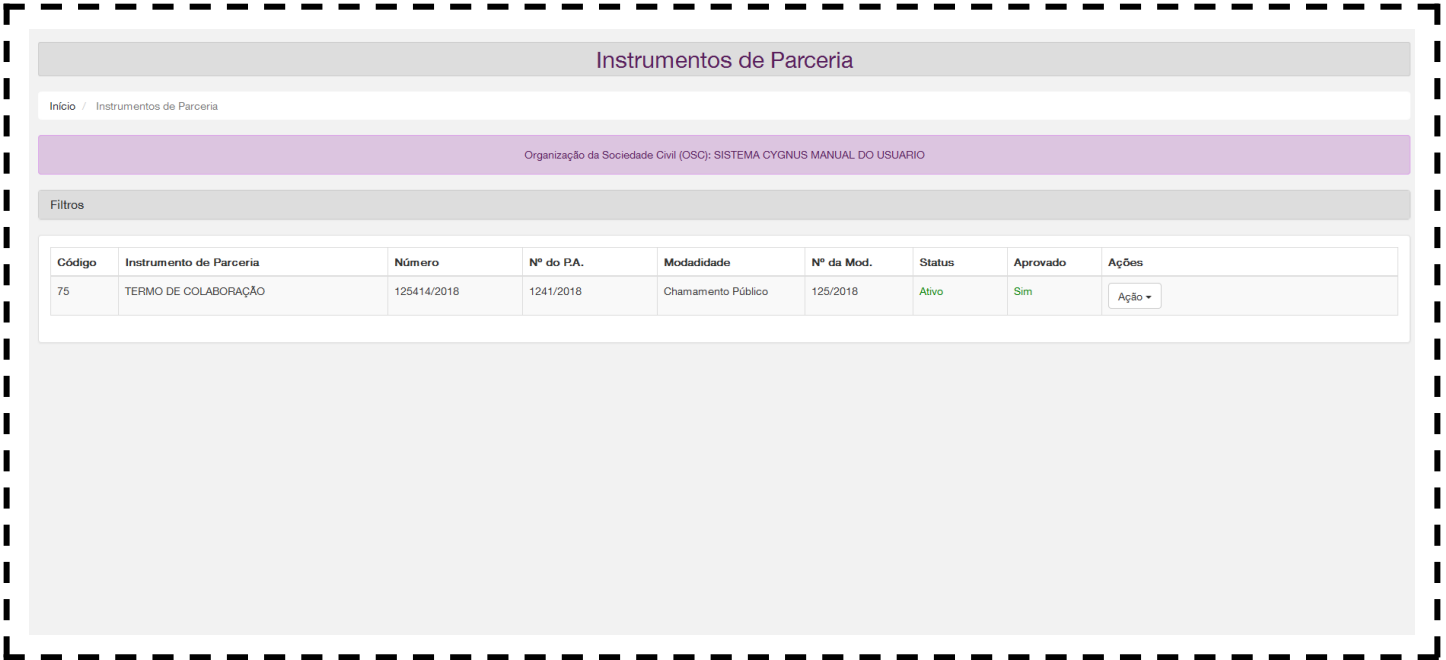 Instrumentos de Parceria
Início / Instrumentos de Parceria
Organização da Sociedade Civil (OSC): SISTEMA CYGNUS MANUAL DO USUARIO
Filtros
Código Instrumento de Parceria Número Nº do P.A. Modadidade Nº da Mod. Status Aprovado Ações
75 TERMO DE COLABORAÇÃO 125414/2018 1241/2018 Chamamento Público 125/2018 Ativo Sim Ação